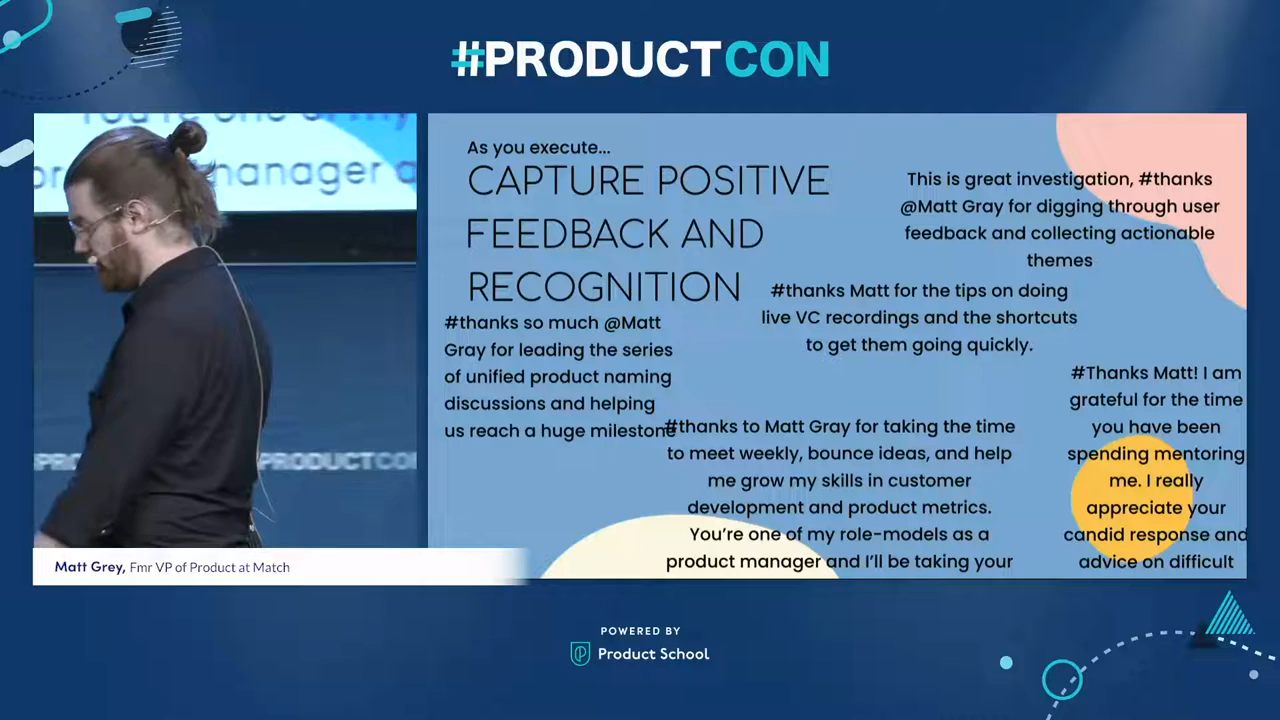 #PRODUCTCON
You're one of my
manager a
As you execute...
CAPTURE POSITIVE
FEEDBACK AND
RECOGNITION
This is great investigation, #thanks
@Matt Gray for digging through user
feedback and collecting actionable
themes
#thanks Matt for the tips on doing
live VC recordings and the shortcuts
to get them going quickly.
#thanks so much @Matt
Gray for leading the series
of unified product naming
discussions and helping
us reach a huge milestone
#thanks to Matt Gray for taking the time
to meet weekly, bounce ideas, and help
me grow my skills in customer
development and product metrics.
You're one of my role-models as a
product manager and I'll be taking your
#Thanks Matt! I am
grateful for the time
you have been
spending mentoring
me. I really
appreciate your
candid response and
advice on difficult
#PRODUCTCON
Matt Grey, Fmr VP of Product at Match
POWERED BY
Product School